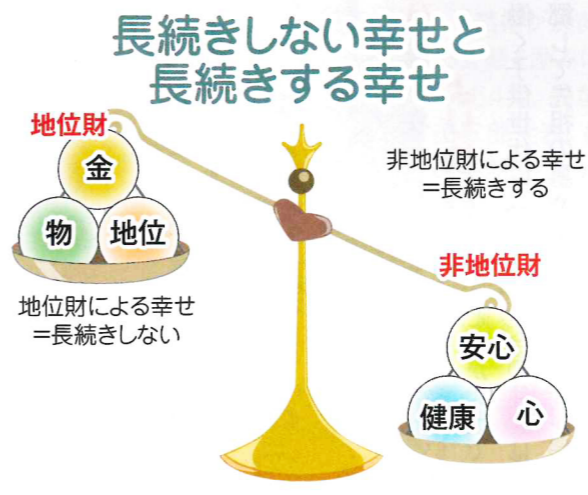 長続きしない幸せと
長続きする幸せ
地位財
金
物
地位
地位財による幸せ
=長続きしない
非地位財による幸せ
=長続きする
非地位財
安心
健康
心